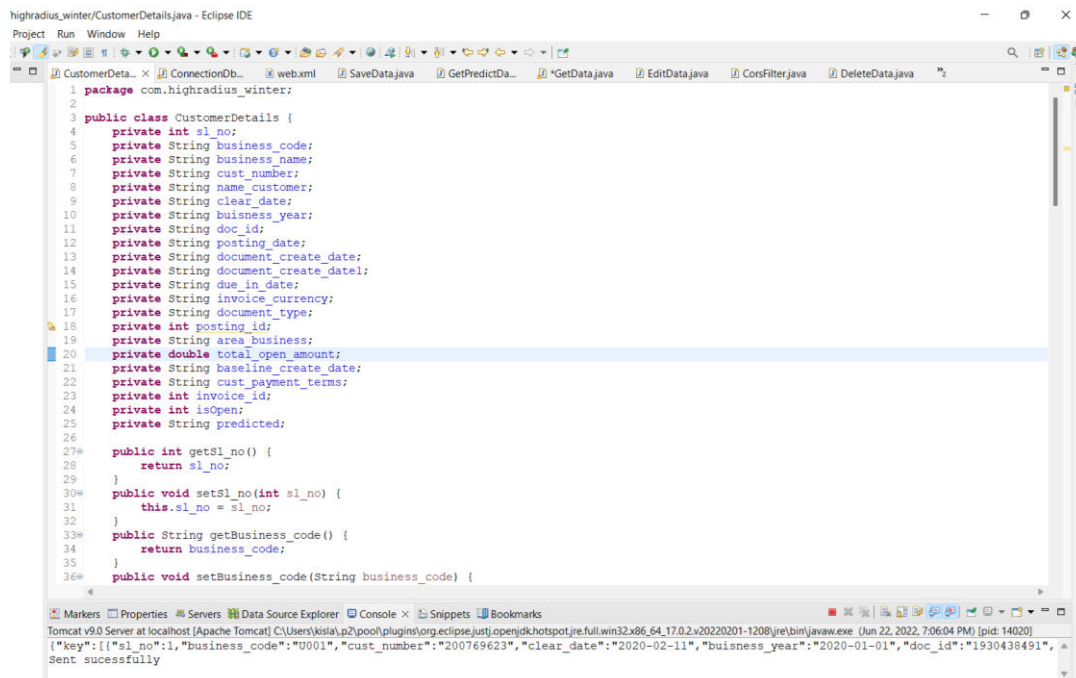 highradius_winter/CustomerDetails.java - Eclipse IDE
Project Run Window Help
CustomerDeta... ConnectionDb... web.xml SaveData.java GetPredictDa... *GetData.java EditData.java CorsFilter.java DeleteData.java »2
1 package com.highradius_winter;
2
3 public class CustomerDetails {
4 private int sl_no;
5 private String business_code;
6 private String business_name;
7 private String cust_number;
8 private String name_customer;
9 private String clear_date;
10 private String buisness_year;
11 private String doc_id;
12 private String posting_date;
13 private String document_create_date;
14 private String document_create_date1;
15 private String due_in_date;
16 private String invoice_currency;
17 private String document_type;
18 private int posting_id;
19 private String area_business;
20 private double total_open_amount;
21 private String baseline_create_date;
22 private String cust_payment_terms;
23 private int invoice_id;
24 private int isOpen;
25 private String predicted;
26
27 public int getSl_no() {
28 return sl_no;
29 }
30 public void setSl_no(int sl_no) {
31 this.sl_no = sl_no;
32 }
33 public String getBusiness_code() {
34 return business_code;
35 }
36 public void setBusiness_code(String business_code) {
Markers Properties Servers Data Source Explorer Console Snippets Bookmarks
Tomcat v9.0 Server at localhost [Apache Tomcat] C:\Users\kisla\.p2\pool\plugins\org.eclipse.justj.openjdk.hotspot.jre.full.win32.x86_64_17.0.2.v20220201-1208\jre\bin\javaw.exe (Jun 22, 2022, 7:06:04 PM) [pid: 14020]
{"key":[{"sl_no":1,"business_code":"U001","cust_number":"200769623","clear_date":"2020-02-11","buisness_year":"2020-01-01","doc_id":"1930438491",
Sent sucessfully